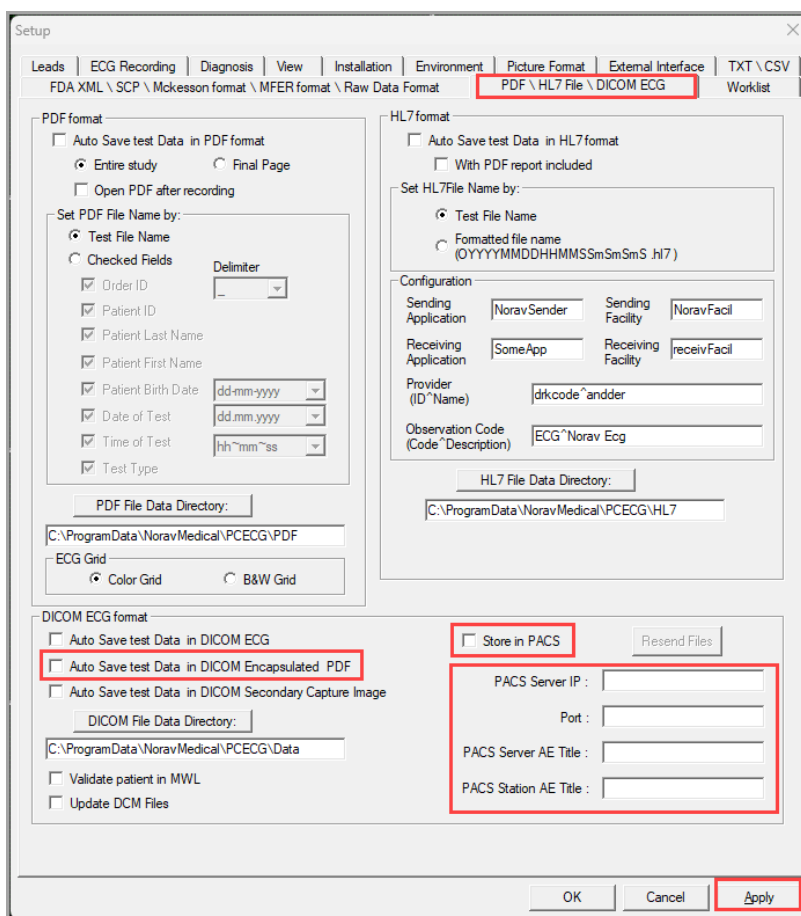 Setup
Leads ECG Recording Diagnosis View Installation Environment Picture Format External Interface TXT \ CSV
FDA XML \ SCP \ Mckesson format \ MFER format \ Raw Data Format PDF \ HL7 File \ DICOM ECG Worklist
PDF format
Auto Save test Data in PDF format
Entire study Final Page
Open PDF after recording
Set PDF File Name by:
Test File Name
Checked Fields
Delimiter
Order ID _
Patient ID
Patient Last Name
Patient First Name
Patient Birth Date dd-mm-yyyy
Date of Test dd.mm.yyyy
Time of Test hh~mm~ss
Test Type
PDF File Data Directory:
C:\ProgramData\NoravMedical\PCECG\PDF
ECG Grid
Color Grid B&W Grid
HL7 format
Auto Save test Data in HL7 format
With PDF report included
Set HL7File Name by:
Test File Name
Formatted file name
(OYYYYMMDDHHMMSSmSmSmS .hl7 )
Configuration
Sending Application NoravSender Sending Facility NoravFacil
Receiving Application SomeApp Receiving Facility receivFacil
Provider
(ID^Name) drkcode^andder
Observation Code
(Code^Description) ECG^Norav Ecg
HL7 File Data Directory:
C:\ProgramData\NoravMedical\PCECG\HL7
DICOM ECG format
Auto Save test Data in DICOM ECG
Auto Save test Data in DICOM Encapsulated PDF
Auto Save test Data in DICOM Secondary Capture Image
DICOM File Data Directory:
C:\ProgramData\NoravMedical\PCECG\Data
Validate patient in MWL
Update DCM Files
Store in PACS Resend Files
PACS Server IP :
Port :
PACS Server AE Title :
PACS Station AE Title :
OK Cancel Apply